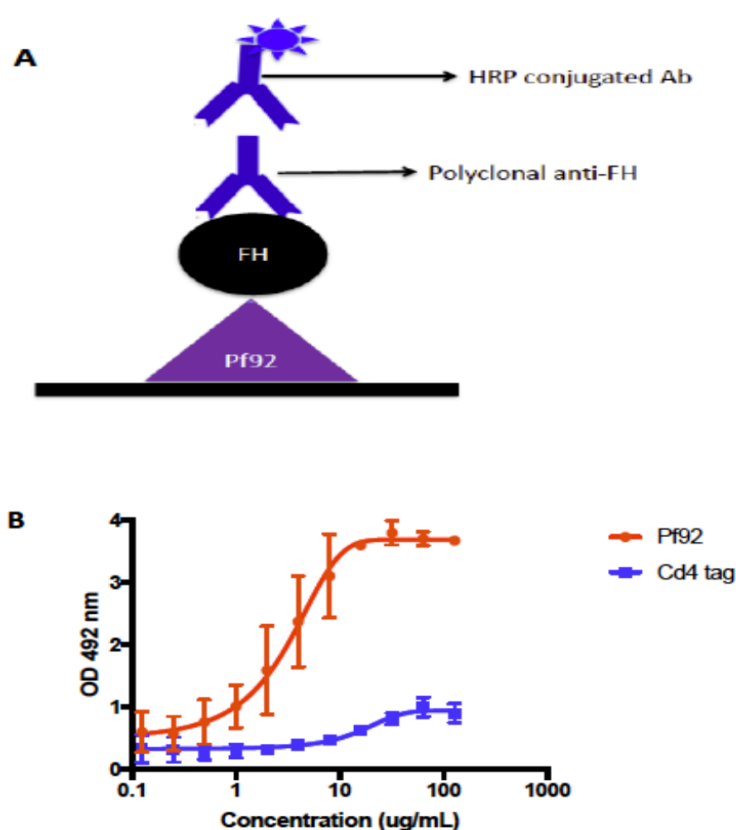 A
HRP conjugated Ab
Polyclonal anti-FH
FH
Pf92
B
4
3
2
1
0
OD 492 nm
0.1 1 10 100 1000
Concentration (ug/mL)
Pf92
Cd4 tag